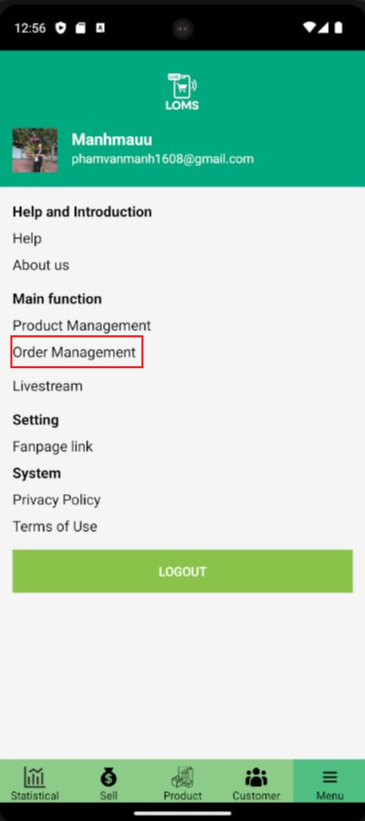 12:56
LIVE
LOMS
Manhmauu
phamvanmanh1608@gmail.com
Help and Introduction
Help
About us
Main function
Product Management
Order Management
Livestream
Setting
Fanpage link
System
Privacy Policy
Terms of Use
LOGOUT
Statistical Sell Product Customer Menu